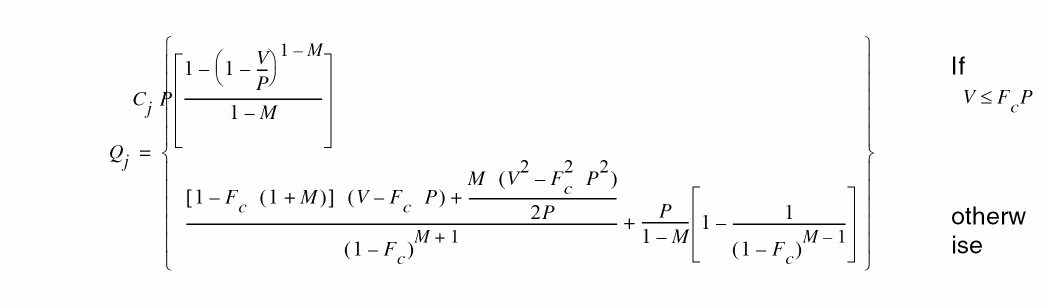 Q_j = { C_j P [ (1 - (1 - V/P)^{1 - M}) / (1 - M) ] If V ≤ F_c P
[1 - F_c (1 + M)] (V - F_c P) + M (V^2 - F_c^2 P^2) / 2P / (1 - F_c)^{M + 1} + P / (1 - M) [ 1 - 1 / (1 - F_c)^{M - 1} ] } otherw
ise